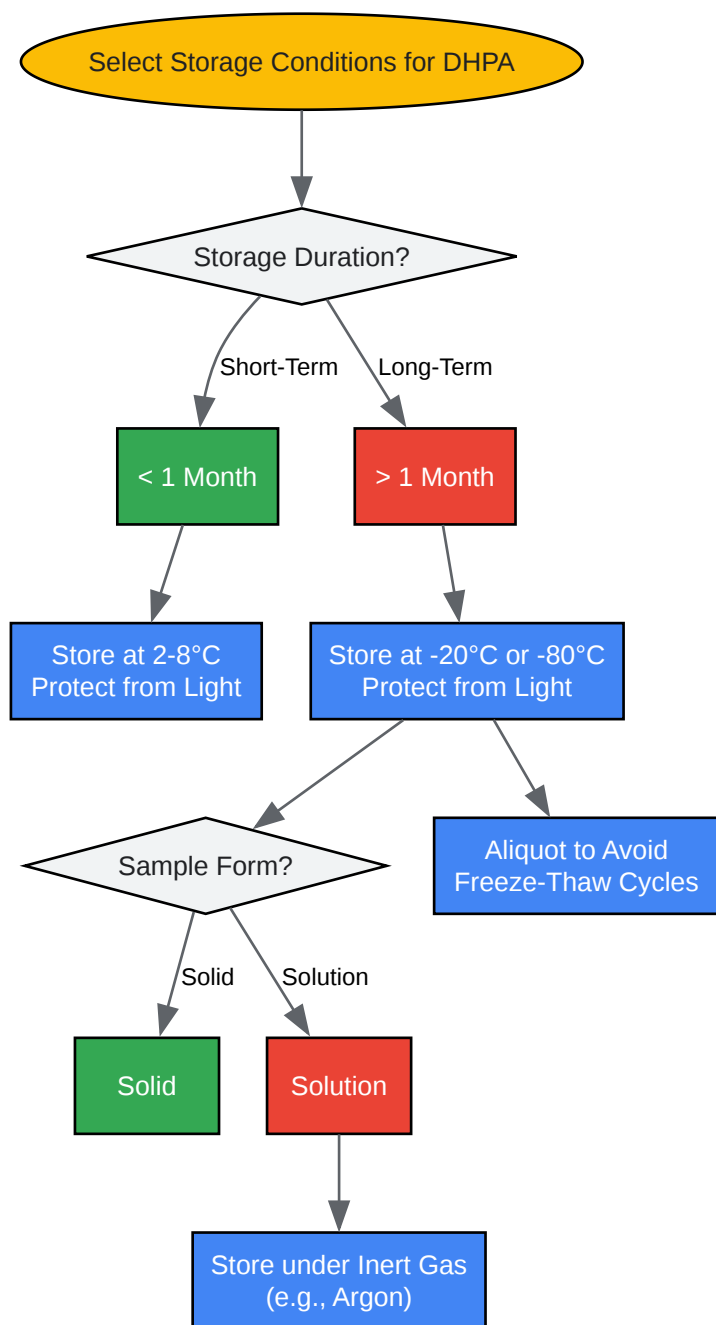 Select Storage Conditions for DHPA
Storage Duration?
Short-Term
Long-Term
< 1 Month
> 1 Month
Store at 2-8°C
Protect from Light
Store at -20°C or -80°C
Protect from Light
Sample Form?
Aliquot to Avoid
Freeze-Thaw Cycles
Solid
Solution
Solid
Solution
Store under Inert Gas
(e.g., Argon)